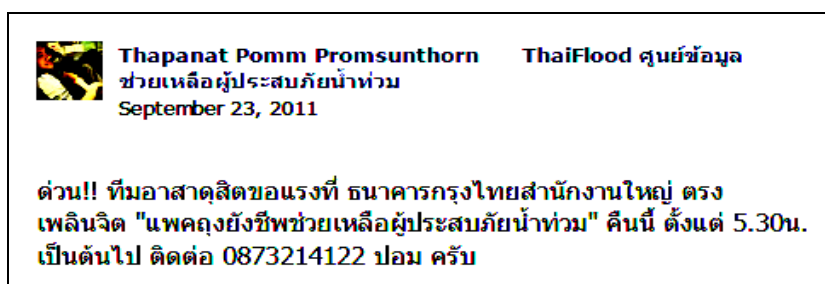 Thapanat Pomm Promsunthorn ThaiFlood ศูนย์ข้อมูล
ช่วยเหลือผู้ประสบภัยน้ำท่วม
September 23, 2011
ด่วน!! ทีมอาสาดุสิตขอแรงที่ ธนาคารกรุงไทยสำนักงานใหญ่ ตรง
เพลินจิต "แพคถุงยังชีพช่วยเหลือผู้ประสบภัยน้ำท่วม" คืนนี้ ตั้งแต่ 5.30น.
เป็นต้นไป ติดต่อ 0873214122 ปอม ครับ